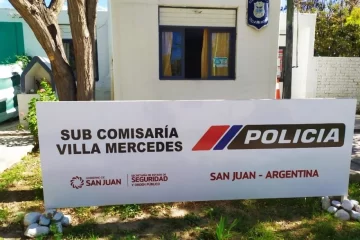 SUB COMISARÍA
VILLA MERCEDES
POLICIA
SAN JUAN
SEGURIDAD
SAN JUAN - ARGENTINA